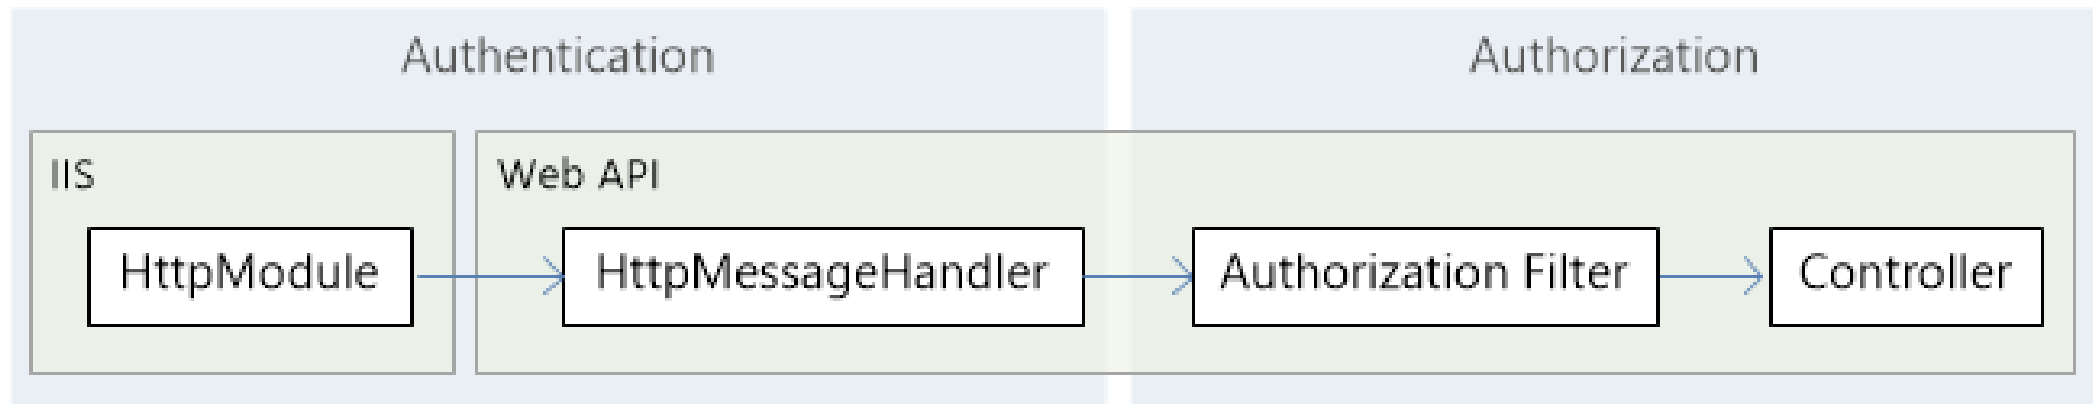 Authentication
Authorization
IIS
Web API
HttpModule
HttpMessageHandler
Authorization Filter
Controller